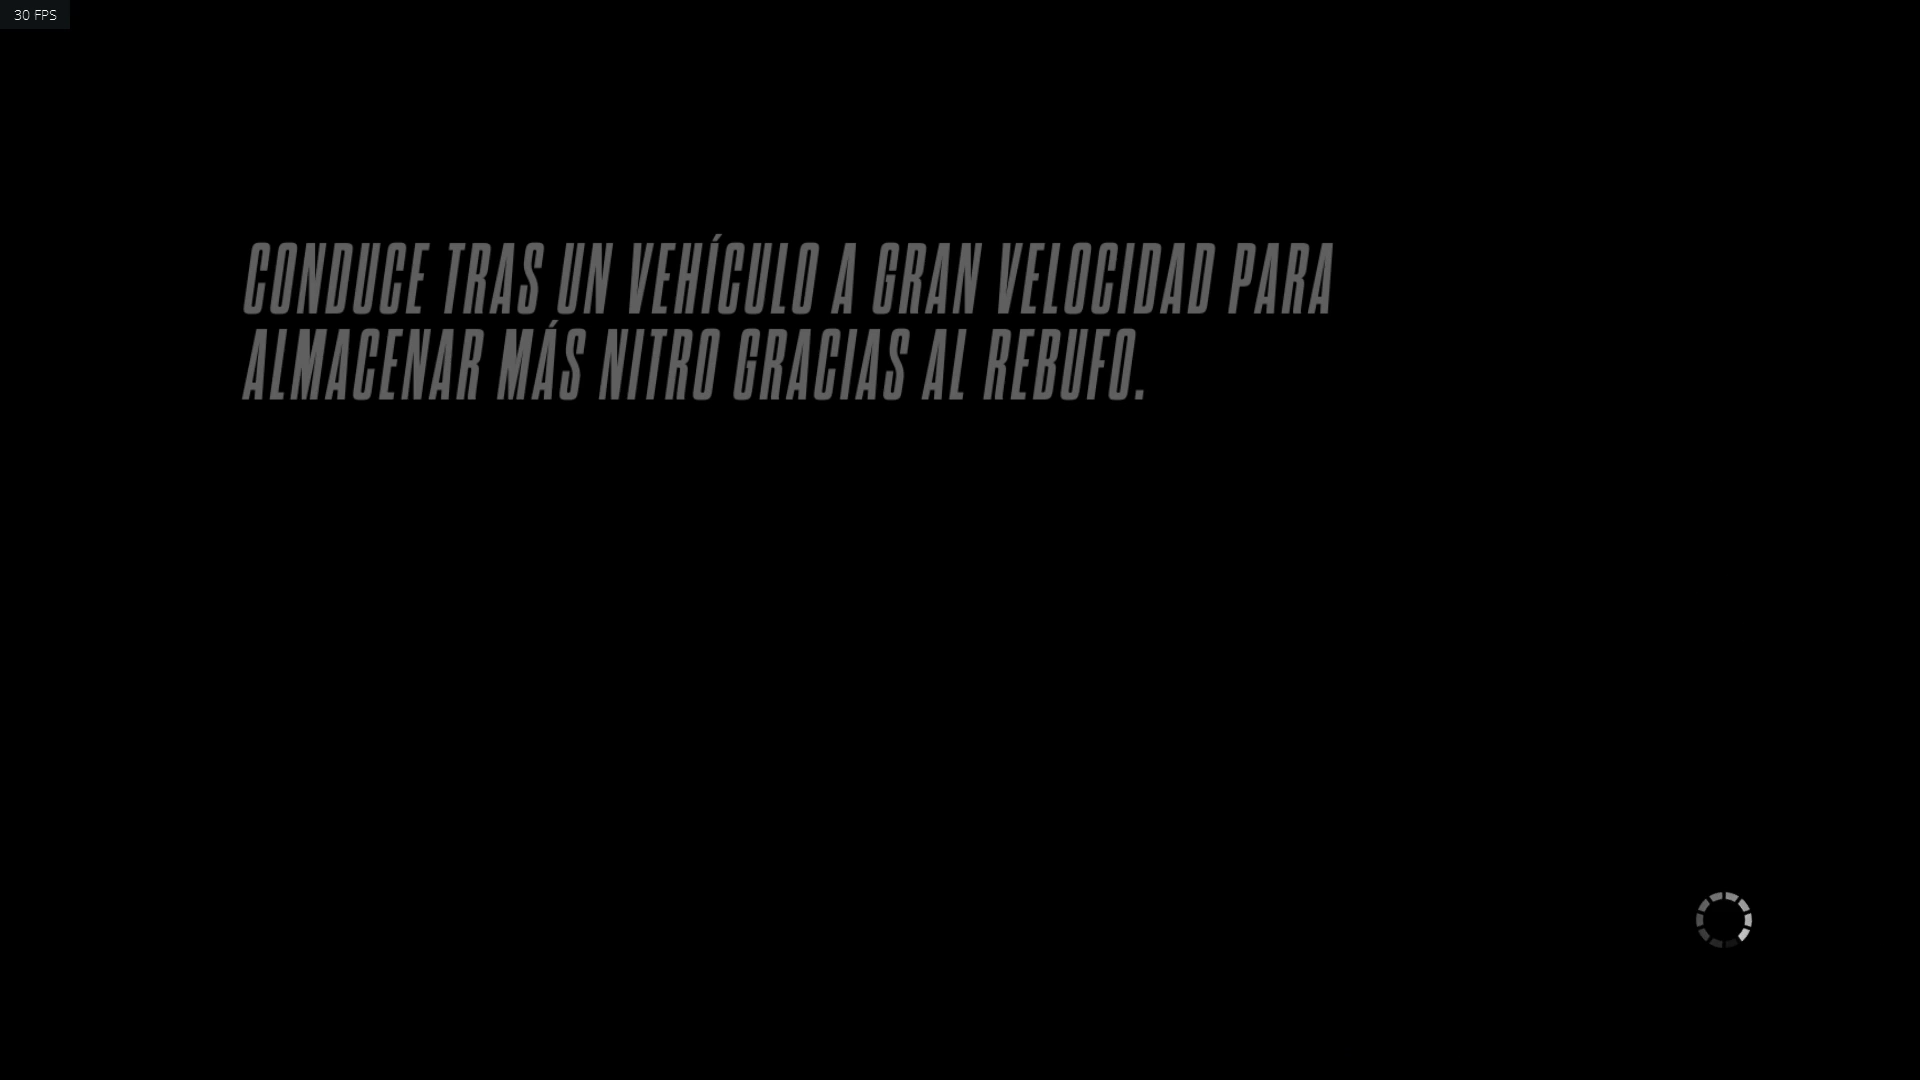 30 FPS
CONDUCE TRAS UN VEHÍCULO A GRAN VELOCIDAD PARA
ALMACENAR MÁS NITRO GRACIAS AL REBUFO.